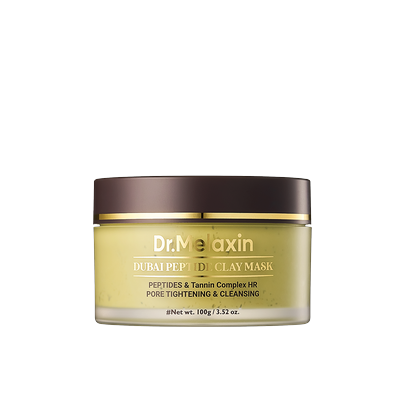 Dr.Melaxin
DUBAI PEPTIDE CLAY MASK
PEPTIDES & Tannin Complex HR
PORE TIGHTENING & CLEANSING
#Net wt. 100g / 3.52 oz.